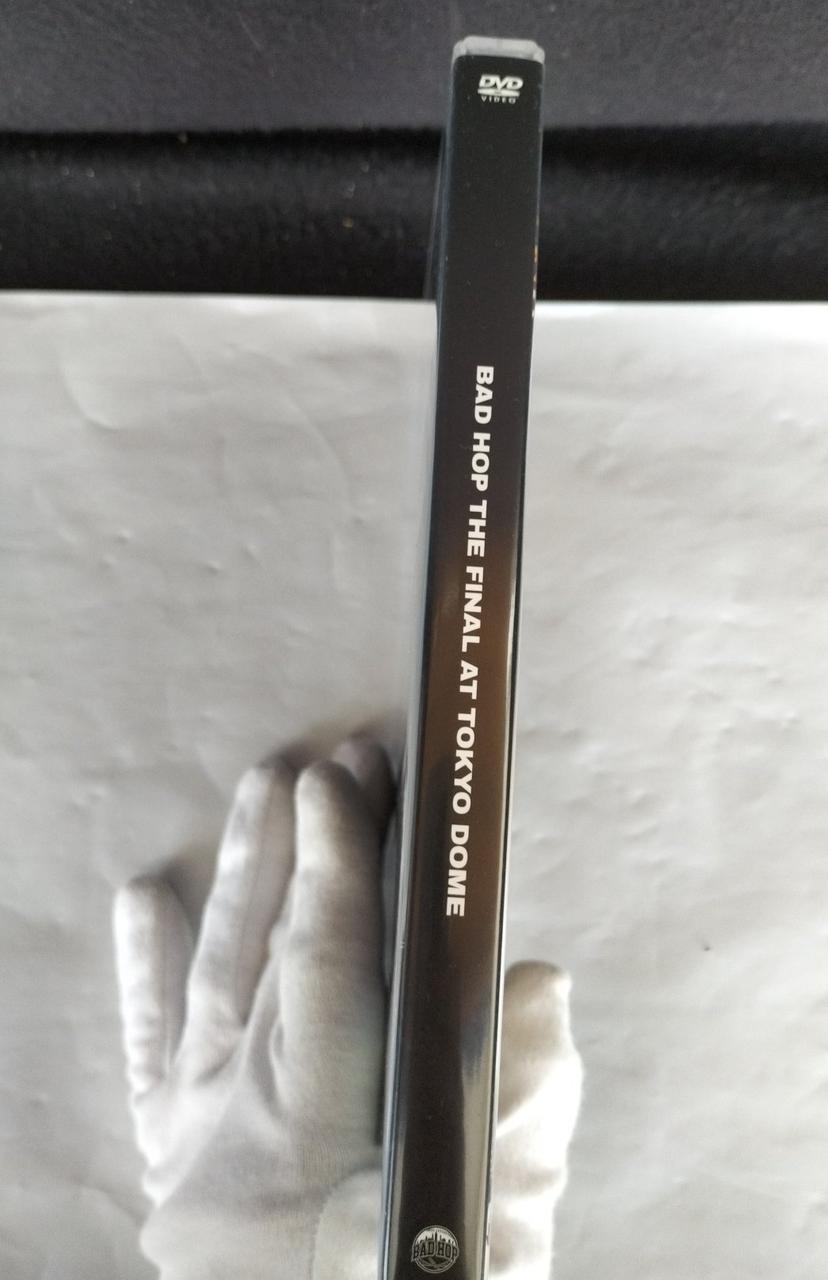 DVD
VIDEO
BAD HOP THE FINAL AT TOKYO DOME
BAD HOP